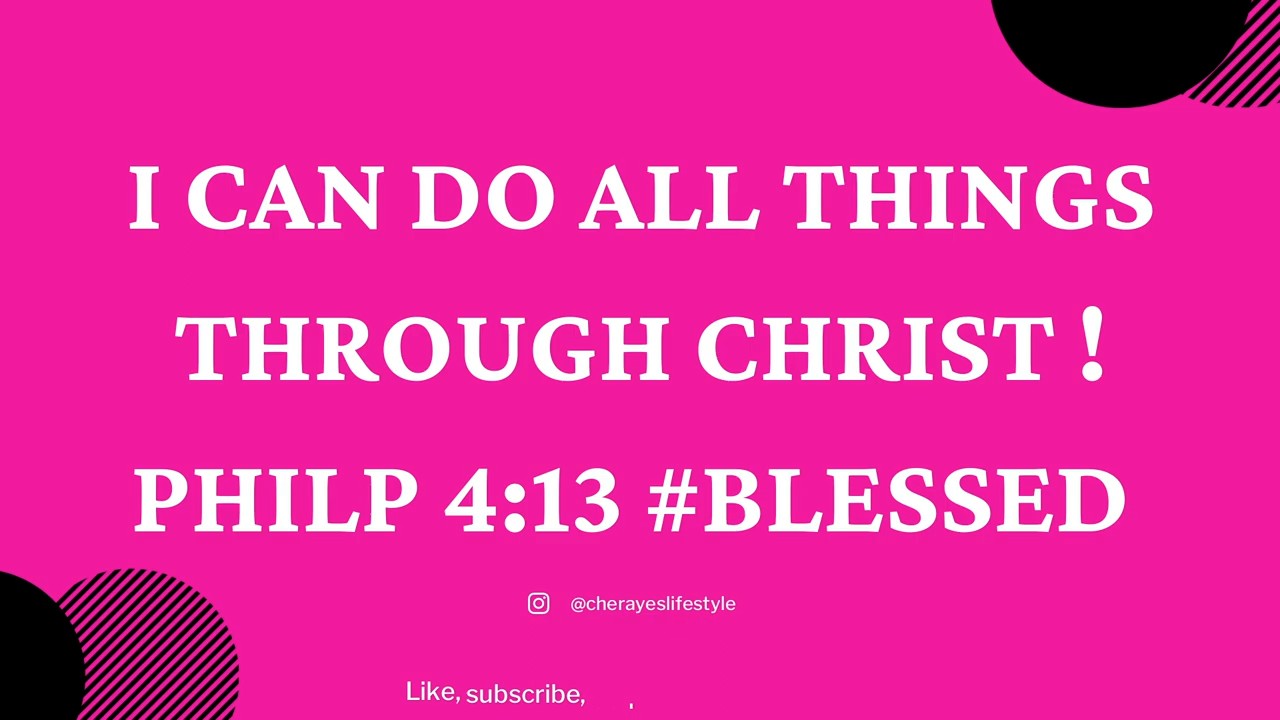 I CAN DO ALL THINGS
THROUGH CHRIST !
PHILP 4:13 #BLESSED
@cherayeslifestyle
Like, subscribe,